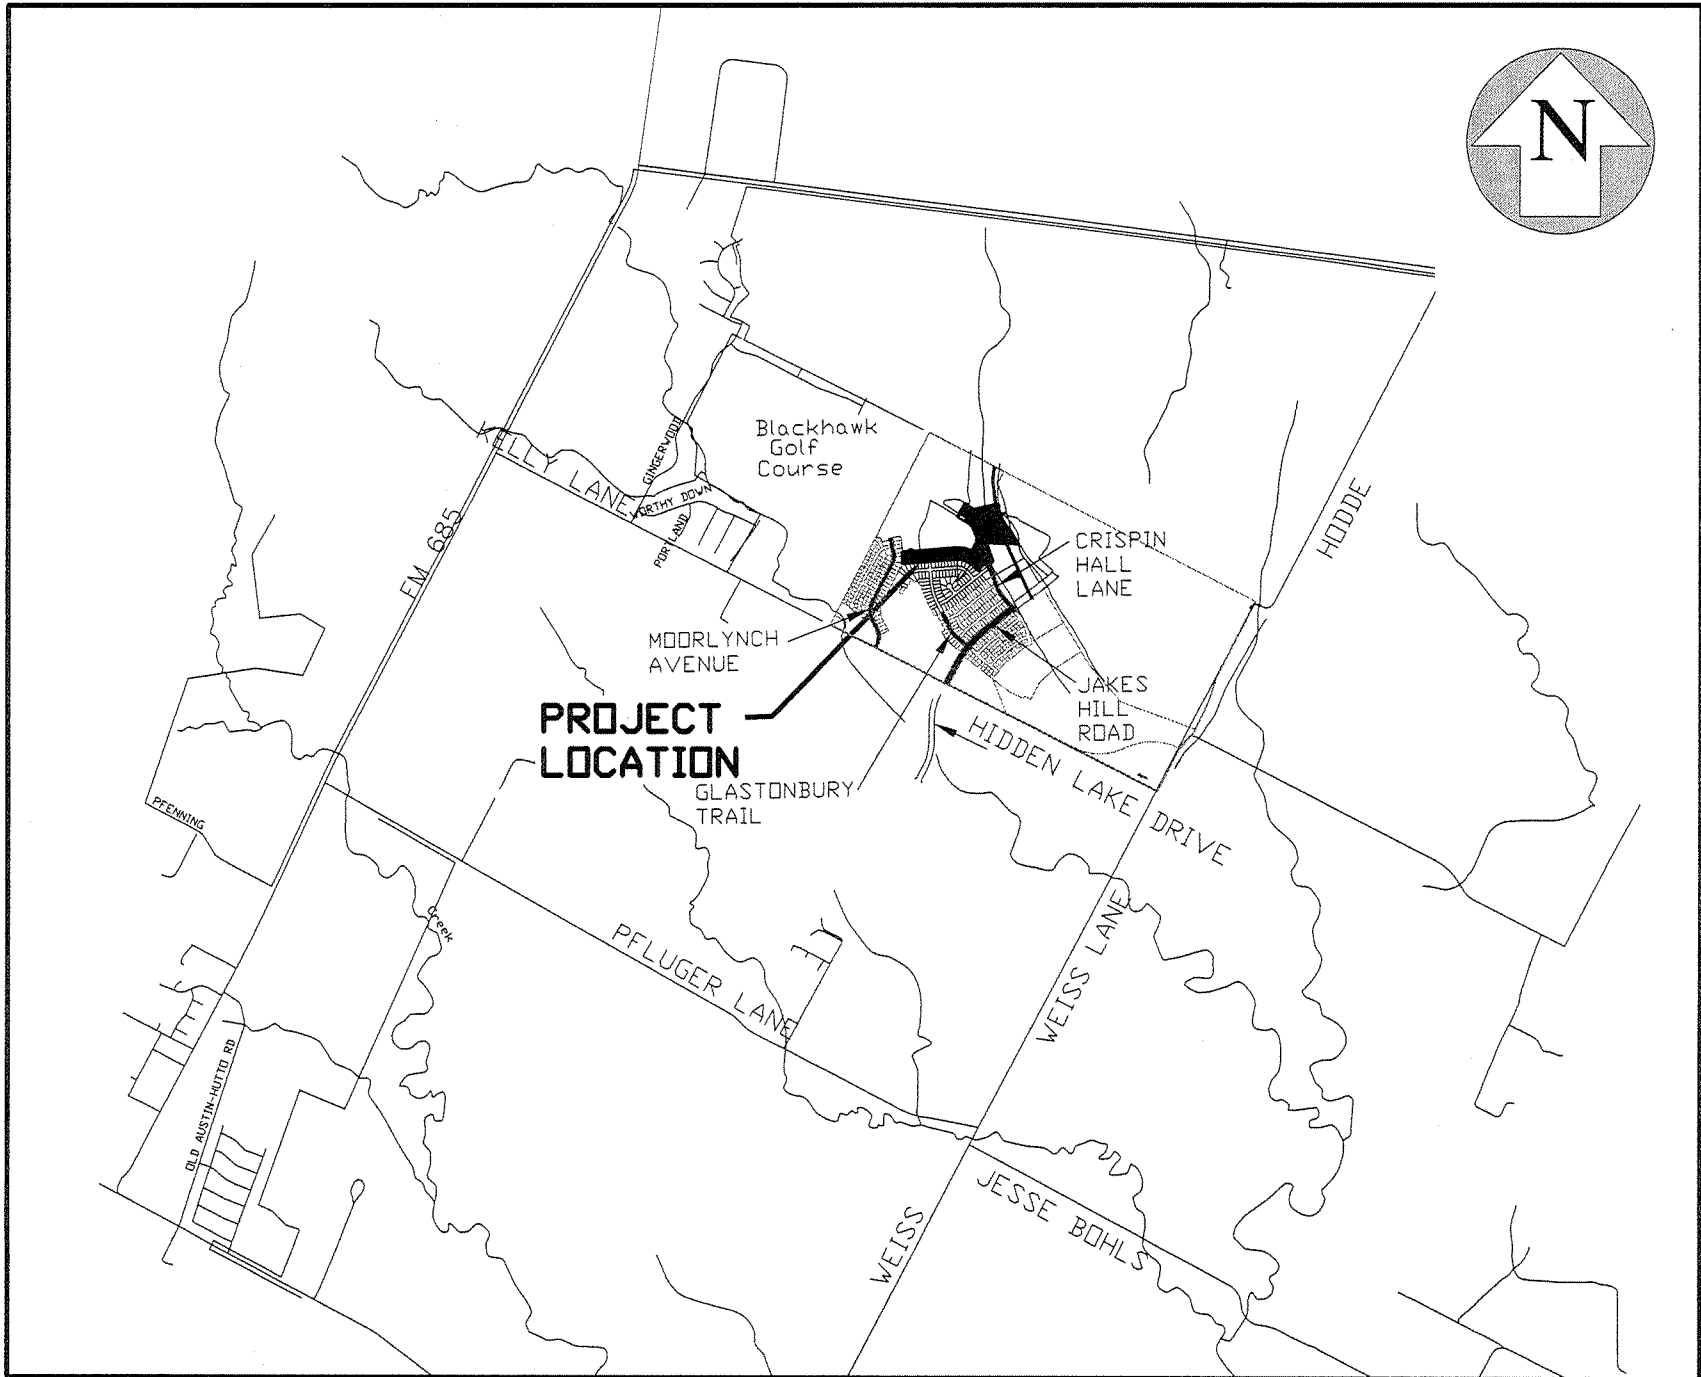 N
Blackhawk
Golf
Course
KELLY LANE
GINGERWOOD
WORTHY DOWN
PORTLAND
FM 685
HODDE
CRISPIN
HALL
LANE
MOORLYNCH
AVENUE
PROJECT
LOCATION
JAKES
HILL
ROAD
HIDDEN LAKE DRIVE
GLASTONBURY
TRAIL
PFENNING
Creek
PFLUGER LANE
WEISS LANE
OLD AUSTIN-HUTTO RD
JESSE BOHLS
WEISS